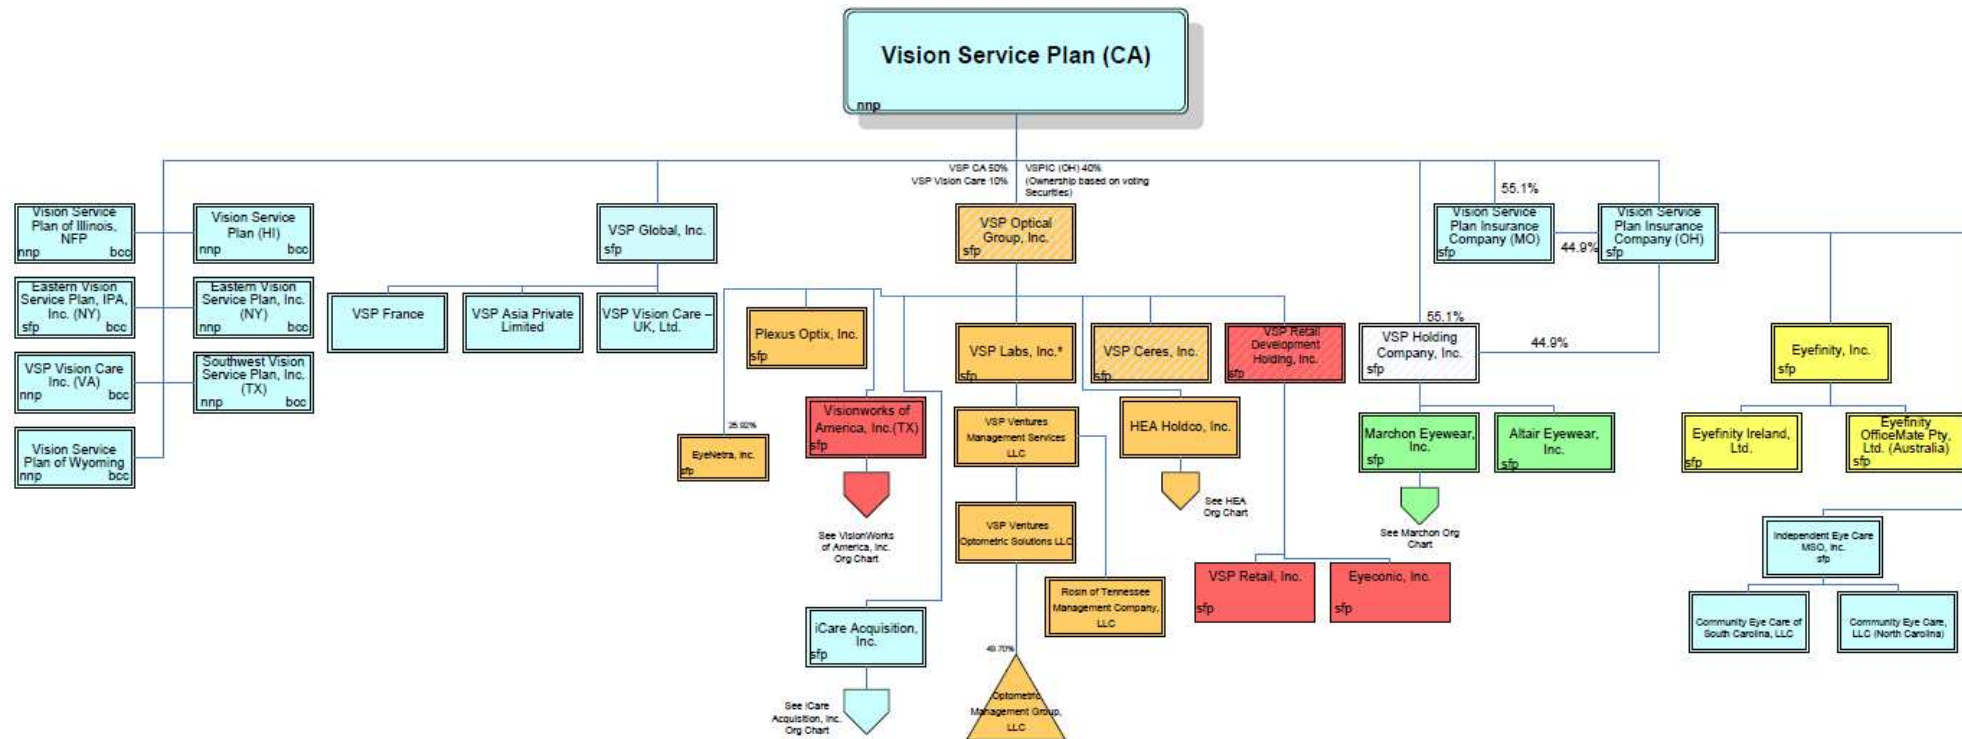 Vision Service Plan (CA)
nnp
VSP CA 50%
VSP Vision Care 10%
VSPIC (OH) 40%
(Ownership based on voting
Securities)
55.1%
Vision Service
Plan of Illinois,
NFP
nnp bcc
Vision Service
Plan (HI)
nnp bcc
VSP Global, Inc.
sfp
VSP Optical
Group, Inc.
sfp
Vision Service
Plan Insurance
Company (MO)
sfp
44.9%
Vision Service
Plan Insurance
Company (OH)
sfp
Eastern Vision
Service Plan, IPA,
Inc. (NY)
sfp bcc
Eastern Vision
Service Plan, Inc.
(NY)
nnp bcc
VSP France
VSP Asia Private
Limited
VSP Vision Care –
UK, Ltd.
Plexus Optix, Inc.
sfp
VSP Labs, Inc.*
sfp
VSP Ceres, Inc.
sfp
VSP Retail
Development
Holding, Inc.
sfp
55.1%
VSP Holding
Company, Inc.
sfp
44.9%
Eyefinity, Inc.
sfp
VSP Vision Care
Inc. (VA)
nnp bcc
Southwest Vision
Service Plan, Inc.
(TX)
nnp bcc
Vision Service
Plan of Wyoming
nnp bcc
EyeNetra, Inc.
sfp
Visionworks of
America, Inc.(TX)
sfp
VSP Ventures
Management Services
LLC
HEA Holdco, Inc.
Marchon Eyewear,
Inc.
sfp
Altair Eyewear,
Inc.
sfp
Eyefinity Ireland,
Ltd.
sfp
Eyefinity
OfficeMate Pty,
Ltd. (Australia)
sfp
See VisionWorks
of America, Inc.
Org Chart
See HEA
Org Chart
See Marchon Org
Chart
VSP Ventures
Optometric Solutions LLC
Independent Eye Care
MSO, Inc.
sfp
Rosin of Tennessee
Management Company,
LLC
VSP Retail, Inc.
sfp
Eyeconic, Inc.
sfp
iCare Acquisition,
Inc.
sfp
Community Eye Care of
South Carolina, LLC
Community Eye Care,
LLC (North Carolina)
See iCare
Acquisition, Inc.
Org Chart
Optometric
Management Group,
LLC